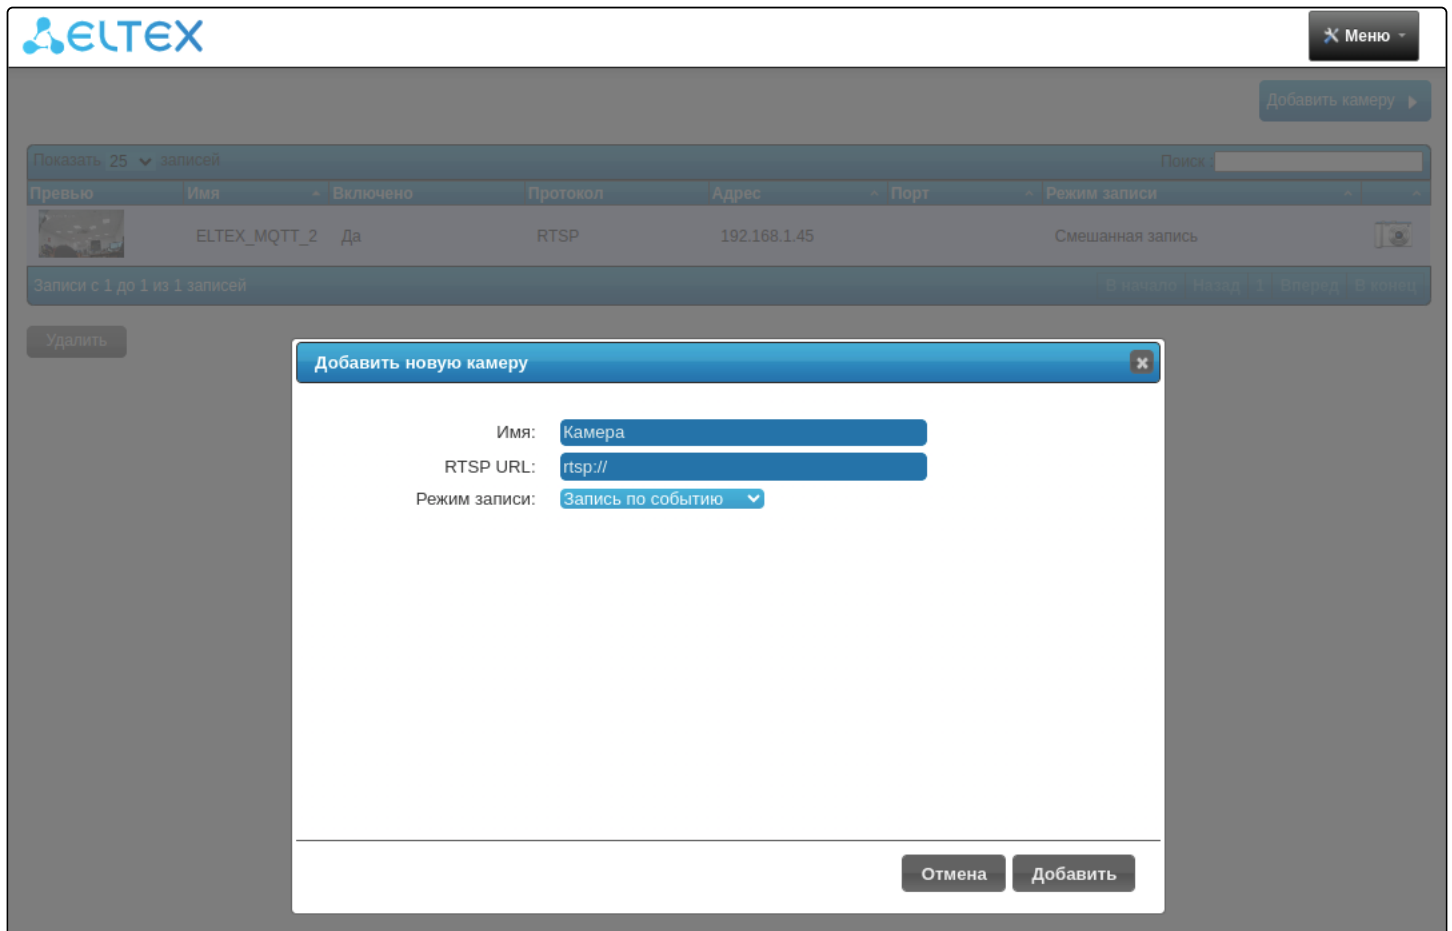 ELTEX
Меню
Добавить камеру
Показать 25 записей
Поиск
Превью Имя Включено Протокол Адрес Порт Режим записи
ELTEX_MQTT_2 Да RTSP 192.168.1.45 Смешанная запись
Записи с 1 до 1 из 1 записей
В начало Назад 1 Вперед В конец
Удалить
Добавить новую камеру
Имя: Камера
RTSP URL: rtsp://
Режим записи: Запись по событию
Отмена Добавить